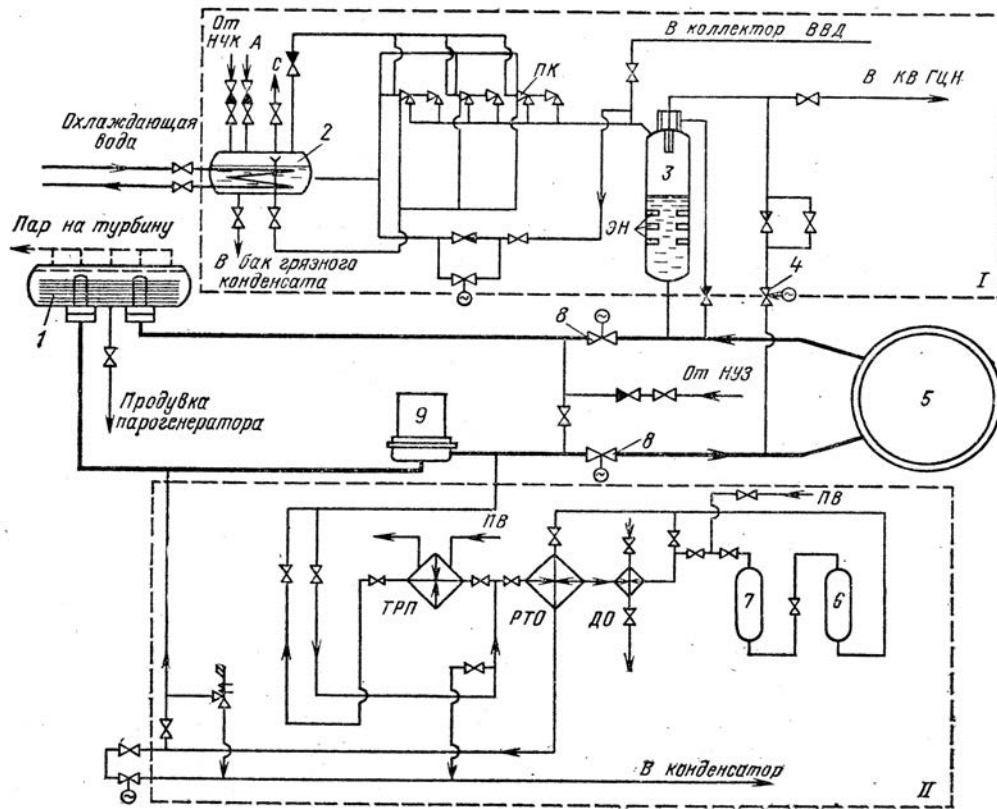 От
НЧК
А
С
В коллектор ВВД
ПК
В КВ ГЦН
Охлаждающая
вода
2
3
ЭН
Пар на турбину
В бак грязного
конденсата
4
I
1
8
От НУЗ
5
Продувка
парогенератора
9
8
ПВ
ПВ
ТРП
РТО
ДО
7
6
В конденсатор
II